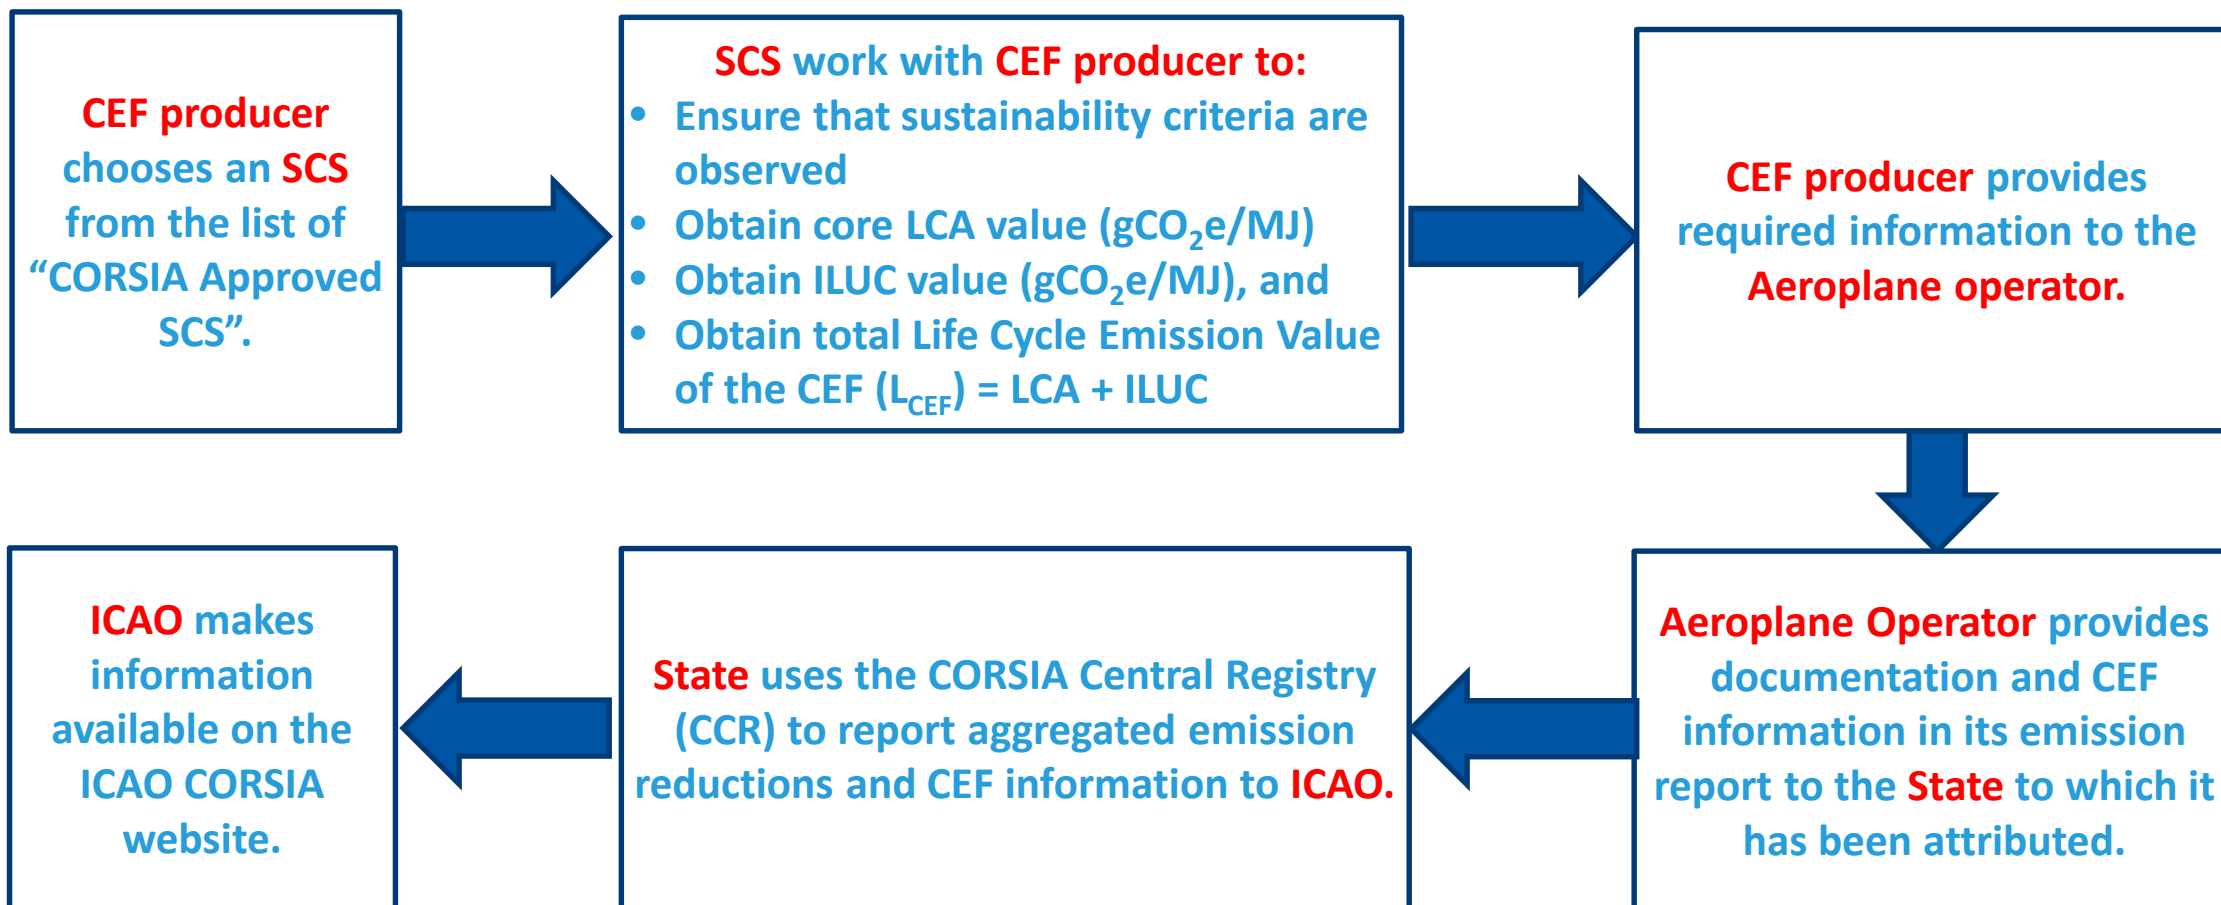 CEF producer
chooses an SCS
from the list of
“CORSIA Approved
SCS”.
SCS work with CEF producer to:
• Ensure that sustainability criteria are
observed
• Obtain core LCA value (gCO₂e/MJ)
• Obtain ILUC value (gCO₂e/MJ), and
• Obtain total Life Cycle Emission Value
of the CEF (L_CEF) = LCA + ILUC
CEF producer provides
required information to the
Aeroplane operator.
Aeroplane Operator provides
documentation and CEF
information in its emission
report to the State to which it
has been attributed.
State uses the CORSIA Central Registry
(CCR) to report aggregated emission
reductions and CEF information to ICAO.
ICAO makes
information
available on the
ICAO CORSIA
website.